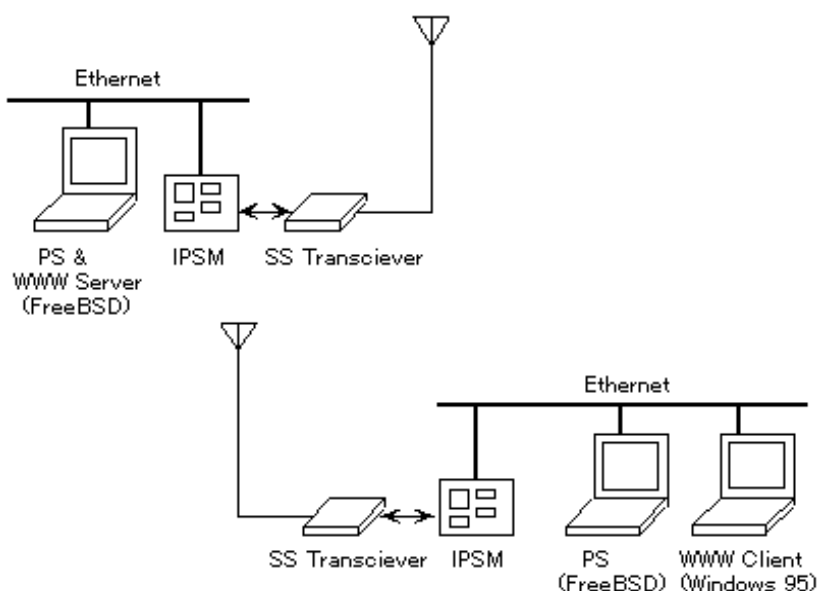 Ethernet
PS &
WWW Server
(FreeBSD)
IPSM
SS Transciever
Ethernet
SS Transciever
IPSM
PS
(FreeBSD)
WWW Client
(Windows 95)